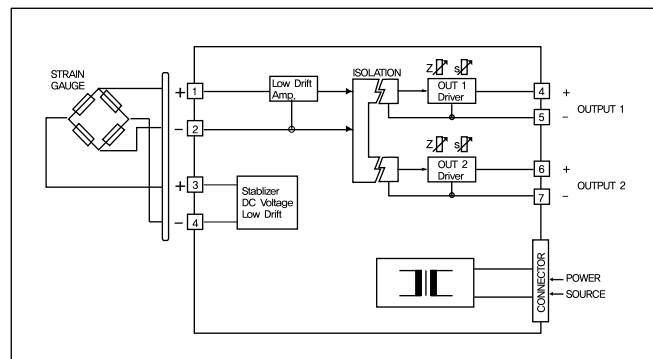 STRAIN
GAUGE
+ 1
− 2
+ 3
− 4
Low Drift
Amp.
Stablizer
DC Voltage
Low Drift
ISOLATION
Z S
OUT 1
Driver
4 +
5 −
OUTPUT 1
Z S
OUT 2
Driver
6 +
7 −
OUTPUT 2
CONNECTOR
POWER
SOURCE